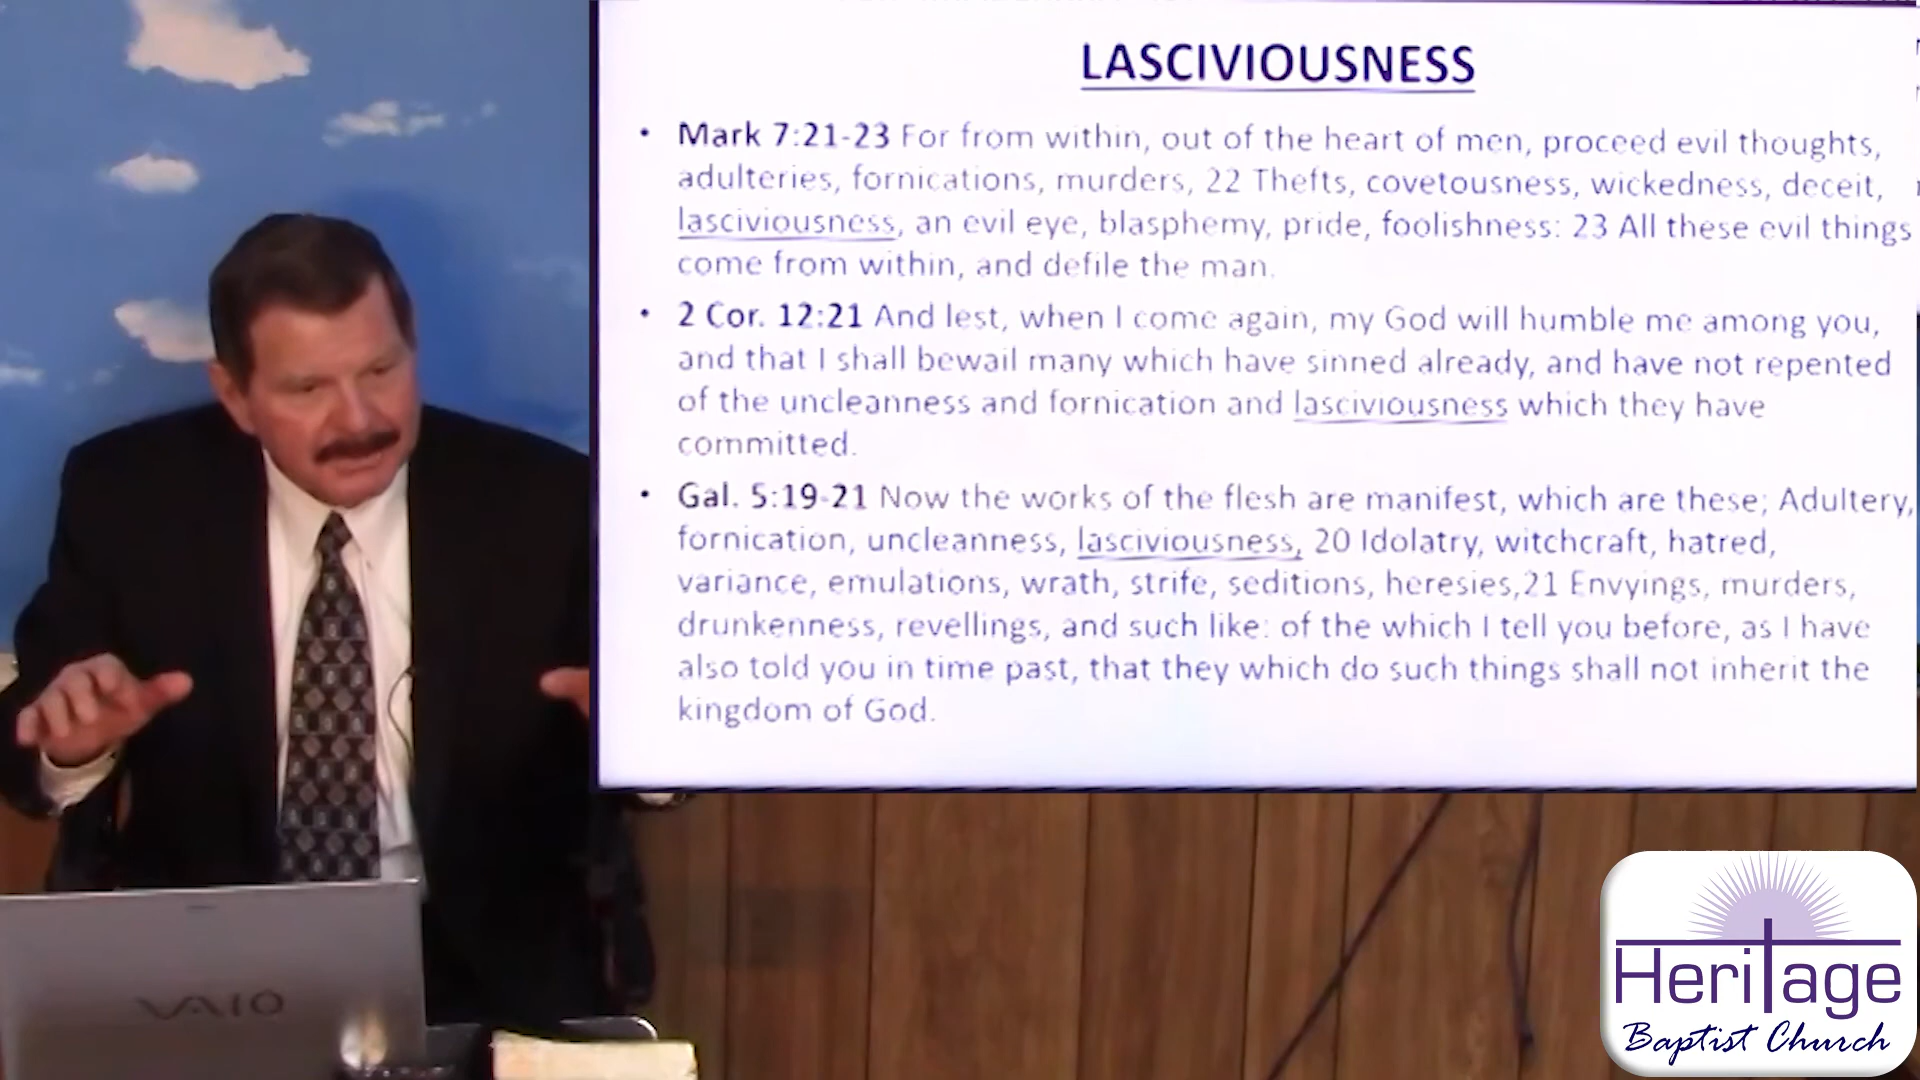 LASCIVIOUSNESS
• Mark 7:21-23 For from within, out of the heart of men, proceed evil thoughts,
adulteries, fornications, murders, 22 Thefts, covetousness, wickedness, deceit,
lasciviousness, an evil eye, blasphemy, pride, foolishness: 23 All these evil things
come from within, and defile the man.
• 2 Cor. 12:21 And lest, when I come again, my God will humble me among you,
and that I shall bewail many which have sinned already, and have not repented
of the uncleanness and fornication and lasciviousness which they have
committed.
• Gal. 5:19-21 Now the works of the flesh are manifest, which are these; Adultery,
fornication, uncleanness, lasciviousness, 20 Idolatry, witchcraft, hatred,
variance, emulations, wrath, strife, seditions, heresies,21 Envyings, murders,
drunkenness, revellings, and such like: of the which I tell you before, as I have
also told you in time past, that they which do such things shall not inherit the
kingdom of God.
VAIO
Heritage
Baptist Church